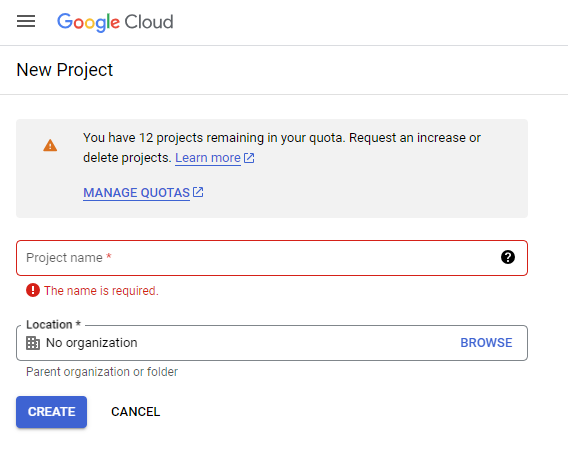 Google Cloud
New Project
You have 12 projects remaining in your quota. Request an increase or
delete projects. Learn more
MANAGE QUOTAS
Project name *
The name is required.
Location *
No organization BROWSE
Parent organization or folder
CREATE CANCEL